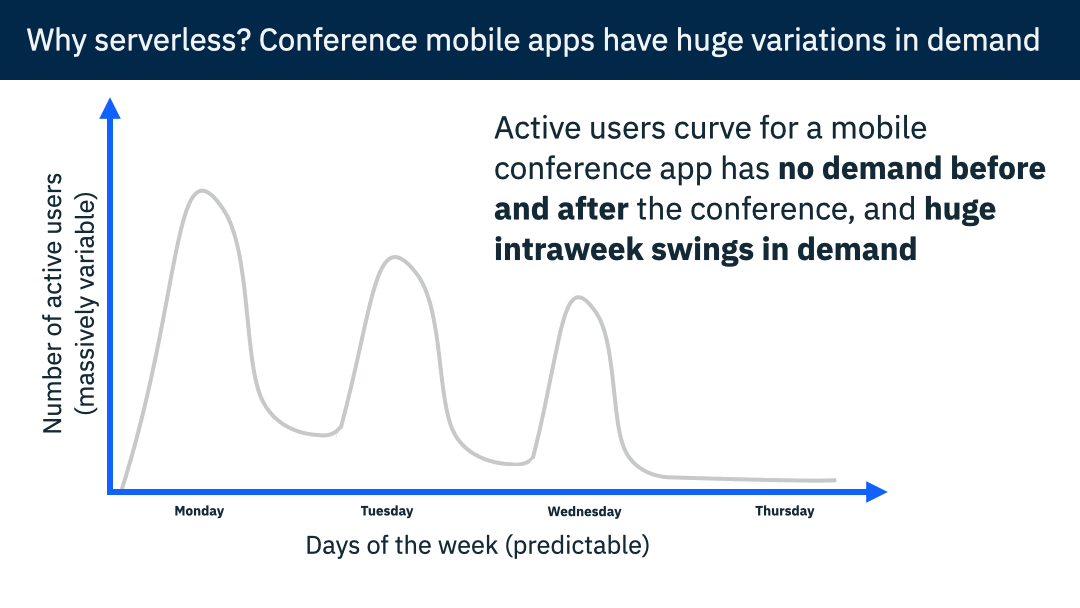 Why serverless? Conference mobile apps have huge variations in demand
Active users curve for a mobile
conference app has no demand before
and after the conference, and huge
intraweek swings in demand
Number of active users
(massively variable)
Monday
Tuesday
Wednesday
Thursday
Days of the week (predictable)